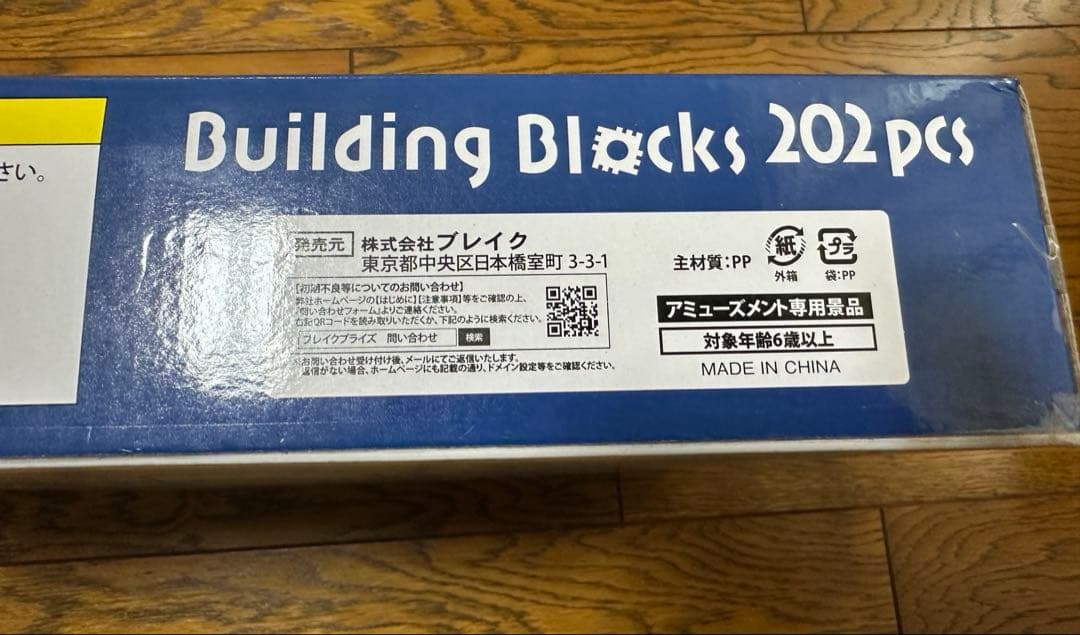 Building Blocks 202pcs
さい。
発売元 株式会社ブレイク
東京都中央区日本橋室町 3-3-1
【初期不良等についてのお問い合わせ】
弊社ホームページの【はじめに】【注意事項】等をご確認の上、
「問い合わせフォーム」よりご連絡ください。
右記QRコードを読み取りいただくか、下記のように検索ください。
ブレイクプライズ 問い合わせ 検索
※お問い合わせ受け付け後、メールにてご返信いたします。
返信がない場合、ホームページにも記載の通り、ドメイン設定等をご確認ください。
主材質:PP
紙
外箱
プラ
袋:PP
アミューズメント専用景品
対象年齢6歳以上
MADE IN CHINA